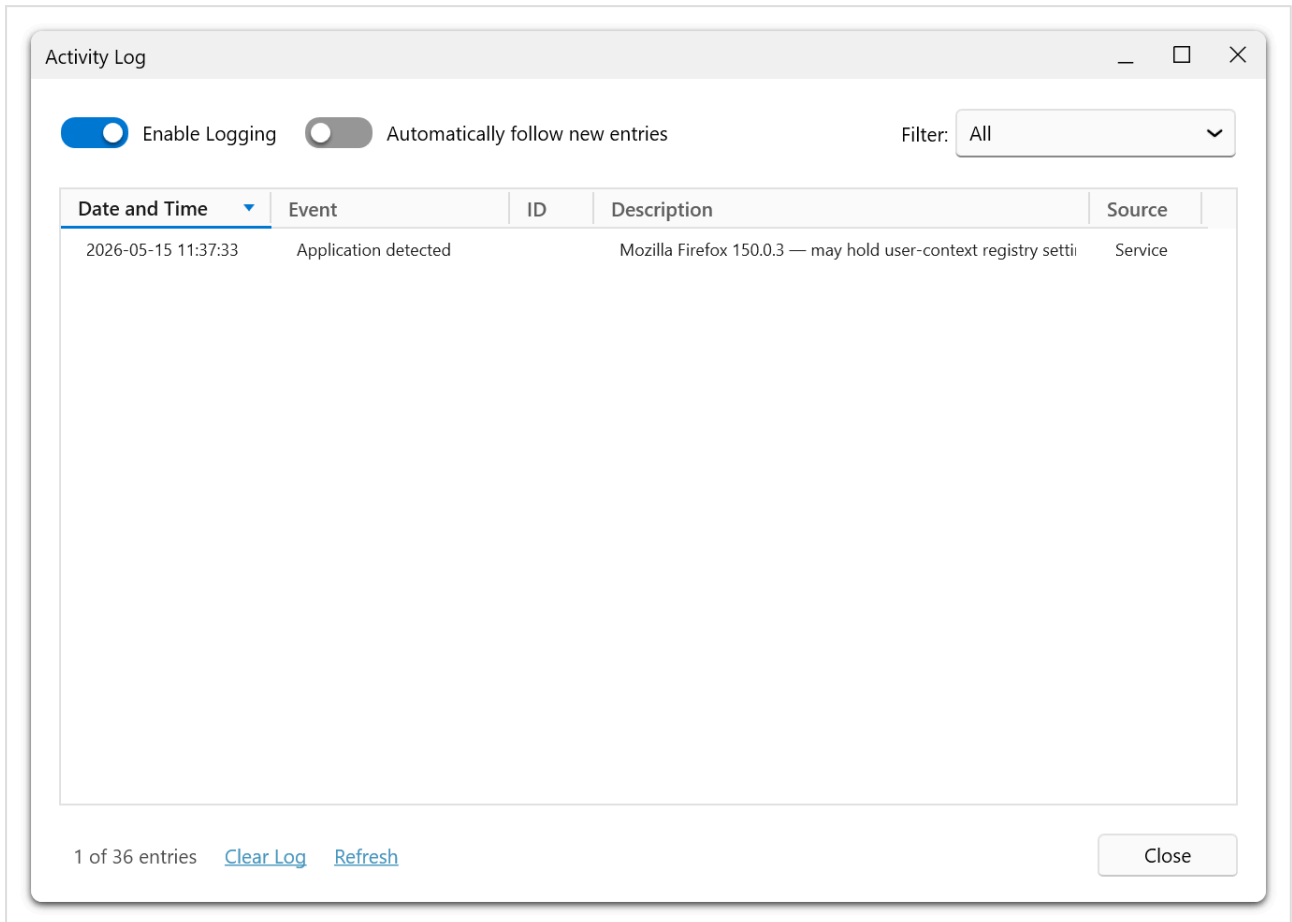 Activity Log
Enable Logging Automatically follow new entries Filter: All
Date and Time Event ID Description Source
2026-05-15 11:37:33 Application detected Mozilla Firefox 150.0.3 — may hold user-context registry settin Service
1 of 36 entries Clear Log Refresh Close